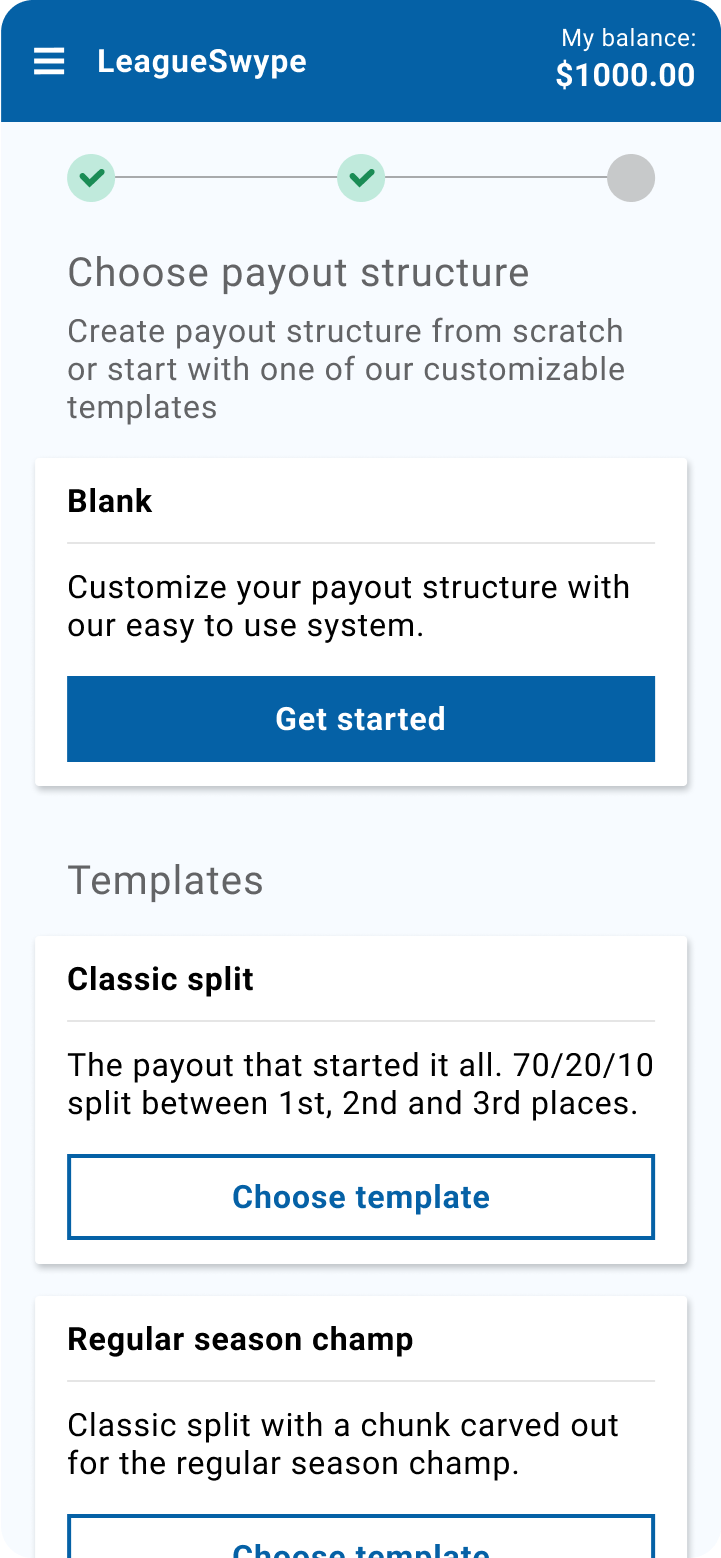 LeagueSwype
My balance:
$1000.00
Choose payout structure
Create payout structure from scratch
or start with one of our customizable
templates
Blank
Customize your payout structure with
our easy to use system.
Get started
Templates
Classic split
The payout that started it all. 70/20/10
split between 1st, 2nd and 3rd places.
Choose template
Regular season champ
Classic split with a chunk carved out
for the regular season champ.
Choose template